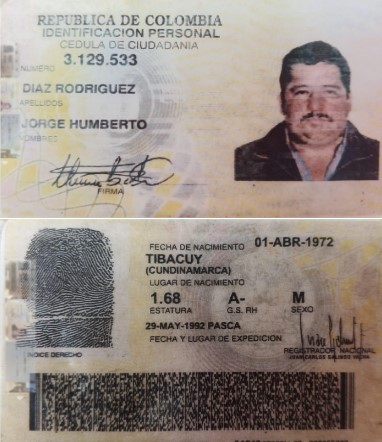 REPUBLICA DE COLOMBIA
IDENTIFICACION PERSONAL
CEDULA DE CIUDADANIA
NUMERO 3.129.533
DIAZ RODRIGUEZ
APELLIDOS
JORGE HUMBERTO
NOMBRES
FIRMA
FECHA DE NACIMIENTO 01-ABR-1972
TIBACUY
(CUNDINAMARCA)
LUGAR DE NACIMIENTO
1.68 A- M
ESTATURA G.S. RH SEXO
29-MAY-1992 PASCA
FECHA Y LUGAR DE EXPEDICION
INDICE DERECHO
REGISTRADOR NACIONAL